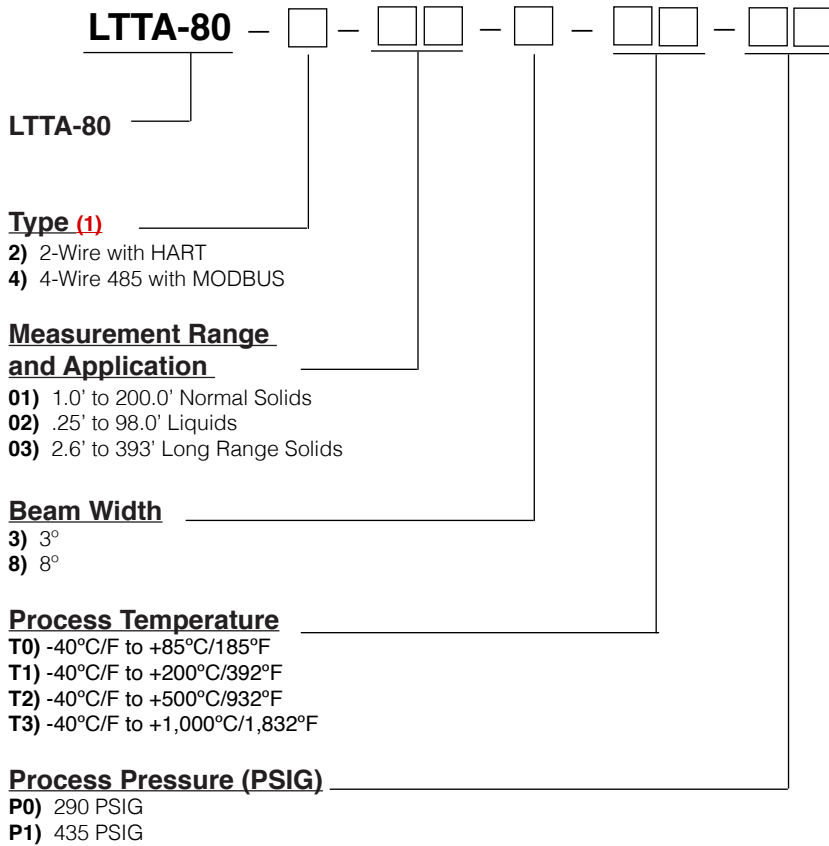 LTTA-80 – □ – □□ – □ – □□ – □□
LTTA-80
Type (1)
2) 2-Wire with HART
4) 4-Wire 485 with MODBUS
Measurement Range
and Application
01) 1.0’ to 200.0’ Normal Solids
02) .25’ to 98.0’ Liquids
03) 2.6’ to 393’ Long Range Solids
Beam Width
3) 3º
8) 8º
Process Temperature
T0) -40ºC/F to +85ºC/185ºF
T1) -40ºC/F to +200ºC/392ºF
T2) -40ºC/F to +500ºC/932ºF
T3) -40ºC/F to +1,000ºC/1,832ºF
Process Pressure (PSIG)
P0) 290 PSIG
P1) 435 PSIG